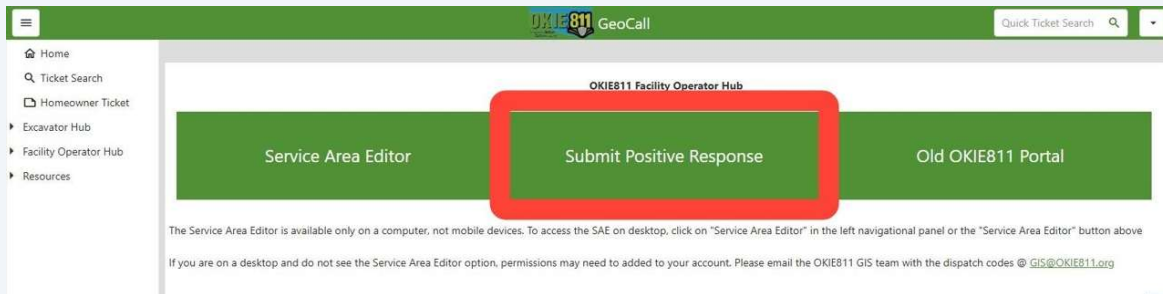 OKIE811 GeoCall
Quick Ticket Search
Home
Ticket Search
Homeowner Ticket
Excavator Hub
Facility Operator Hub
Resources
OKIE811 Facility Operator Hub
Service Area Editor
Submit Positive Response
Old OKIE811 Portal
The Service Area Editor is available only on a computer, not mobile devices. To access the SAE on desktop, click on "Service Area Editor" in the left navigational panel or the "Service Area Editor" button above
If you are on a desktop and do not see the Service Area Editor option, permissions may need to added to your account. Please email the OKIE811 GIS team with the dispatch codes @ GIS@OKIE811.org